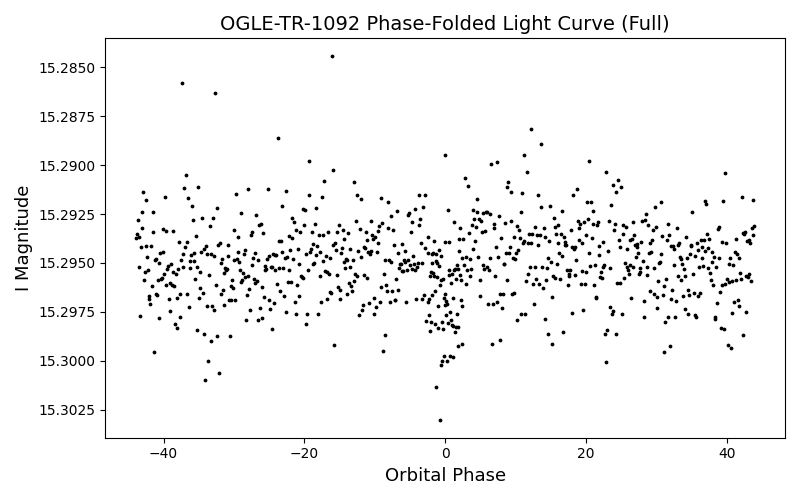 OGLE-TR-1092 Phase-Folded Light Curve (Full)
I Magnitude
15.2850
15.2875
15.2900
15.2925
15.2950
15.2975
15.3000
15.3025
−40 −20 0 20 40
Orbital Phase